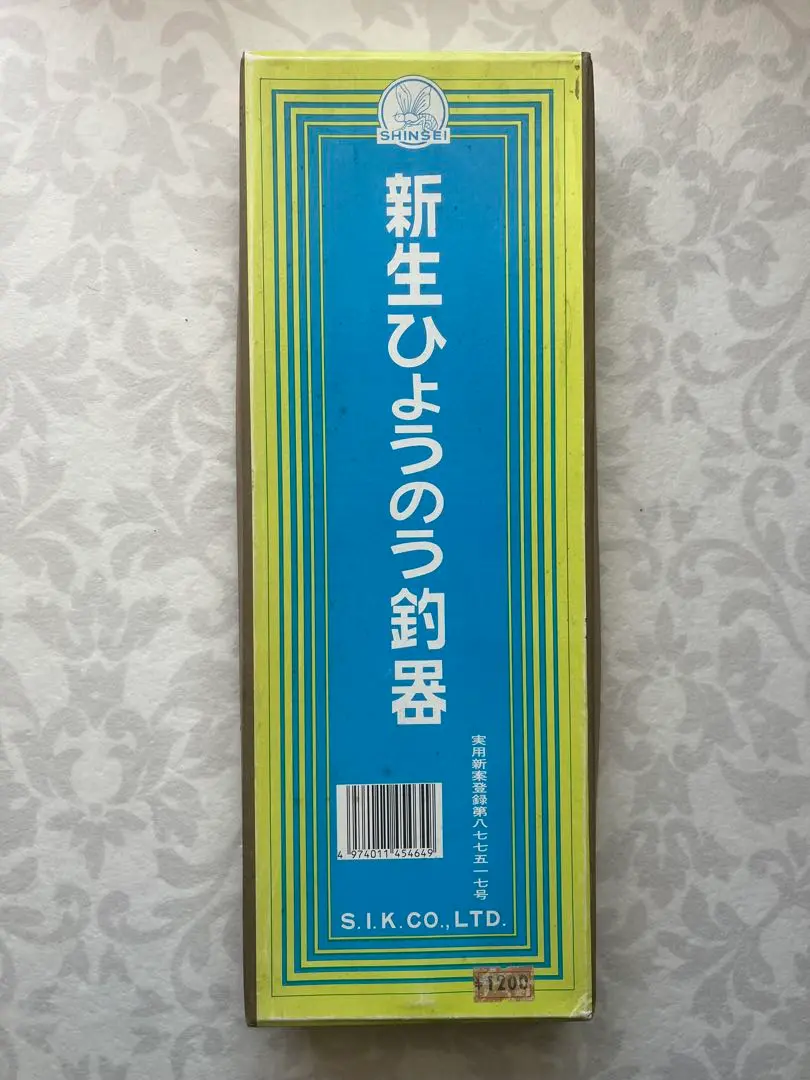 SHINSEI
新生ひょうのう釣器
実用新案登録第八七七五一七号
4 974011 454649
S.I.K.CO.,LTD.
¥1200